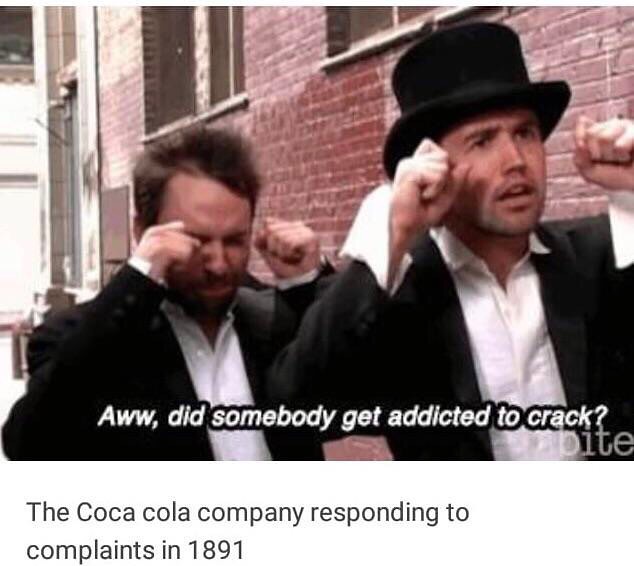 Aww, did somebody get addicted to crack?
bite
The Coca cola company responding to
complaints in 1891